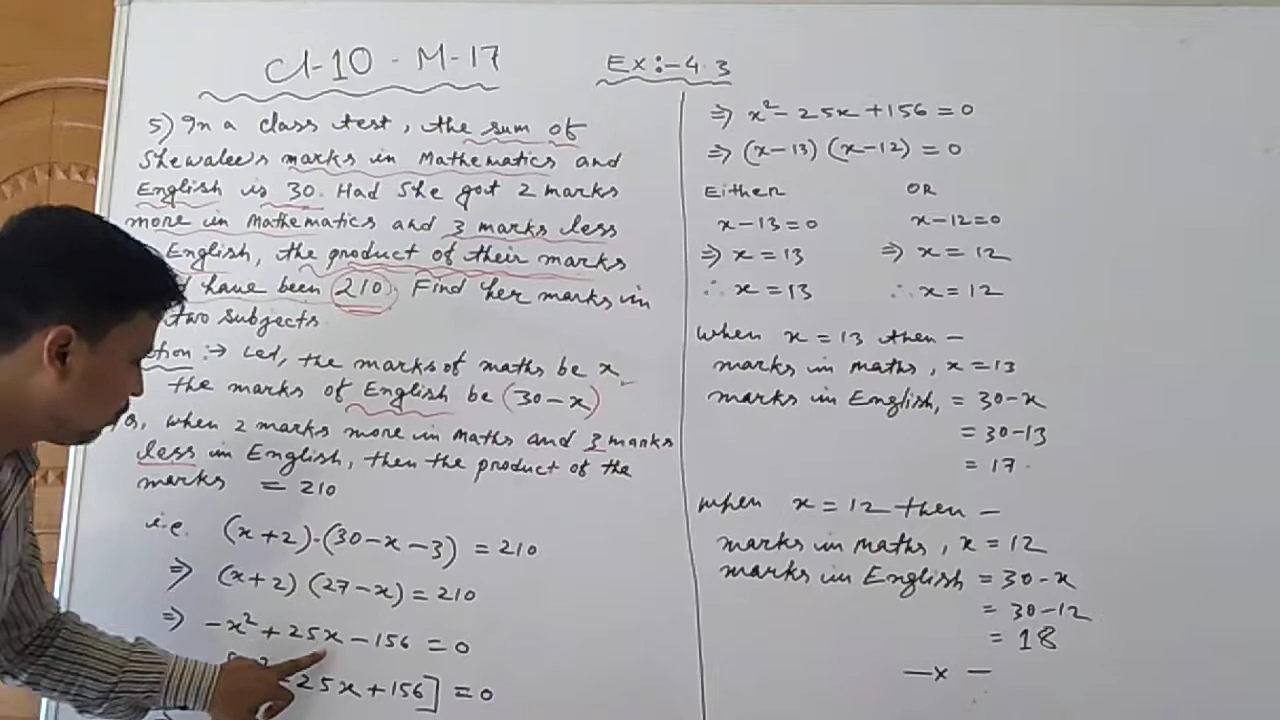 Cl-10 - M-17
Ex:-4.3
5) In a class test, the sum of
Shewalee's marks in Mathematics and
English is 30. Had She got 2 marks
more in Mathematics and 3 marks less
English, the product of their marks
have been 210. Find her marks in
two subjects.
:→ Let, the marks of maths be x
the marks of English be (30-x)
when 2 marks more in Maths and 3 marks
less in English, then the product of the
marks = 210
i.e. (x+2)·(30-x-3) = 210
⇒ (x+2) (27-x) = 210
⇒ -x² + 25x - 156 = 0
25x + 156] = 0
⇒ x² - 25x + 156 = 0
⇒ (x-13) (x-12) = 0
Either OR
x-13=0 x-12=0
⇒ x = 13 ⇒ x = 12
∴ x = 13 ∴ x = 12
when x = 13 then -
marks in maths, x = 13
marks in English, = 30-x
= 30-13
= 17.
when x = 12 then -
marks in maths, x = 12
marks in English = 30-x
= 30-12
= 18
—x—